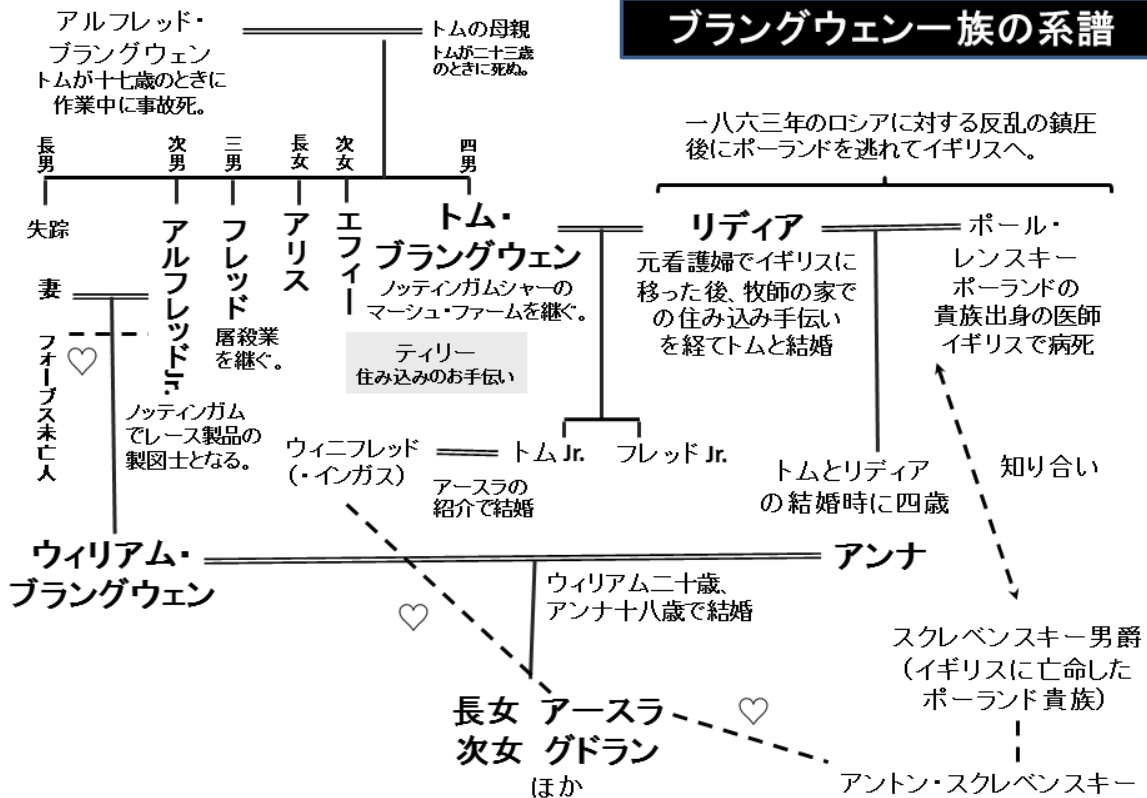 ブラングウェン一族の系譜
アルフレッド・
ブラングウェン
トムが十七歳のときに
作業中に事故死。
トムの母親
トムが二十三歳
のときに死ぬ。
一八六三年のロシアに対する反乱の鎮圧
後にポーランドを逃れてイギリスへ。
長男
次男
三男
長女
次女
四男
失踪
アルフレッドJr.
フレッド
屠殺業
を継ぐ。
アリス
エフィー
トム・
ブラングウェン
ノッティンガムシャーの
マーシュ・ファームを継ぐ。
リディア
元看護婦でイギリスに
移った後、牧師の家で
の住み込み手伝い
を経てトムと結婚
ポール・
レンスキー
ポーランドの
貴族出身の医師
イギリスで病死
妻
フォーブス未亡人
♡
ノッティンガム
でレース製品の
製図士となる。
ティリー
住み込みのお手伝い
ウィニフレッド
(・インガス)
トムJr.
フレッドJr.
アースラの
紹介で結婚
トムとリディア
の結婚時に四歳
知り合い
ウィリアム・
ブラングウェン
アンナ
ウィリアム二十歳、
アンナ十八歳で結婚
♡
スクレベンスキー男爵
(イギリスに亡命した
ポーランド貴族)
長女 アースラ
次女 グドラン
ほか
♡
アントン・スクレベンスキー